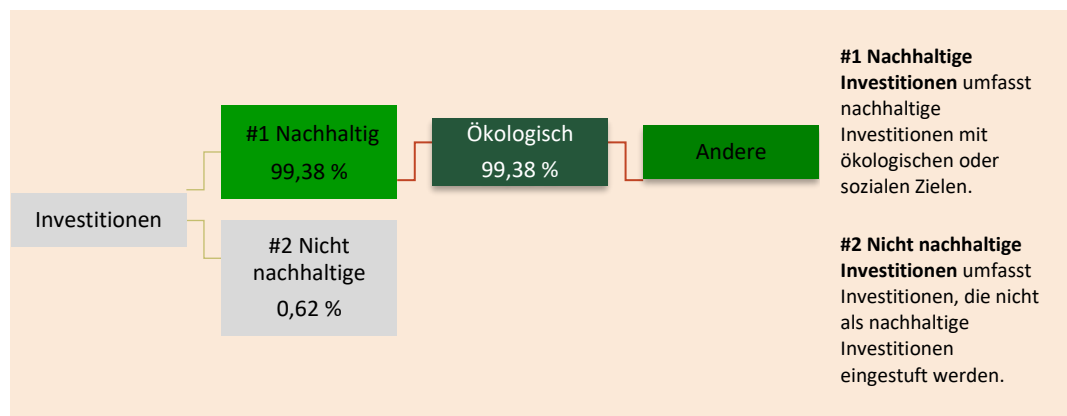 Investitionen
#1 Nachhaltig
99,38 %
#2 Nicht
nachhaltige
0,62 %
Ökologisch
99,38 %
Andere
#1 Nachhaltige
Investitionen umfasst
nachhaltige
Investitionen mit
ökologischen oder
sozialen Zielen.
#2 Nicht nachhaltige
Investitionen umfasst
Investitionen, die nicht
als nachhaltige
Investitionen
eingestuft werden.